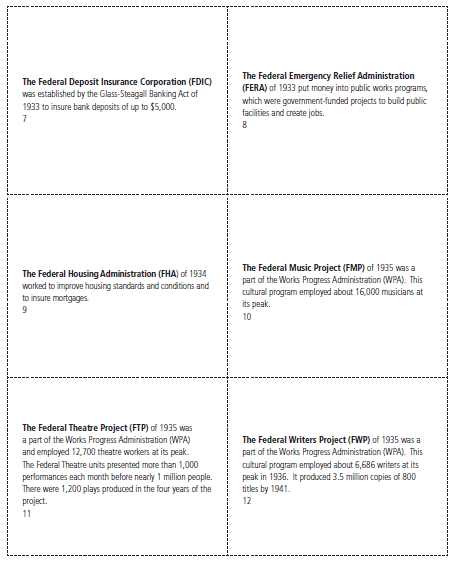 The Federal Deposit Insurance Corporation (FDIC)
was established by the Glass-Steagall Banking Act of
1933 to insure bank deposits of up to $5,000.
7
The Federal Emergency Relief Administration
(FERA) of 1933 put money into public works programs,
which were government-funded projects to build public
facilities and create jobs.
8
The Federal Housing Administration (FHA) of 1934
worked to improve housing standards and conditions and
to insure mortgages.
9
The Federal Music Project (FMP) of 1935 was a
part of the Works Progress Administration (WPA). This
cultural program employed about 16,000 musicians at
its peak.
10
The Federal Theatre Project (FTP) of 1935 was
a part of the Works Progress Administration (WPA)
and employed 12,700 theatre workers at its peak.
The Federal Theatre units presented more than 1,000
performances each month before nearly 1 million people.
There were 1,200 plays produced in the four years of the
project.
11
The Federal Writers Project (FWP) of 1935 was a
part of the Works Progress Administration (WPA). This
cultural program employed about 6,686 writers at its
peak in 1936. It produced 3.5 million copies of 800
titles by 1941.
12